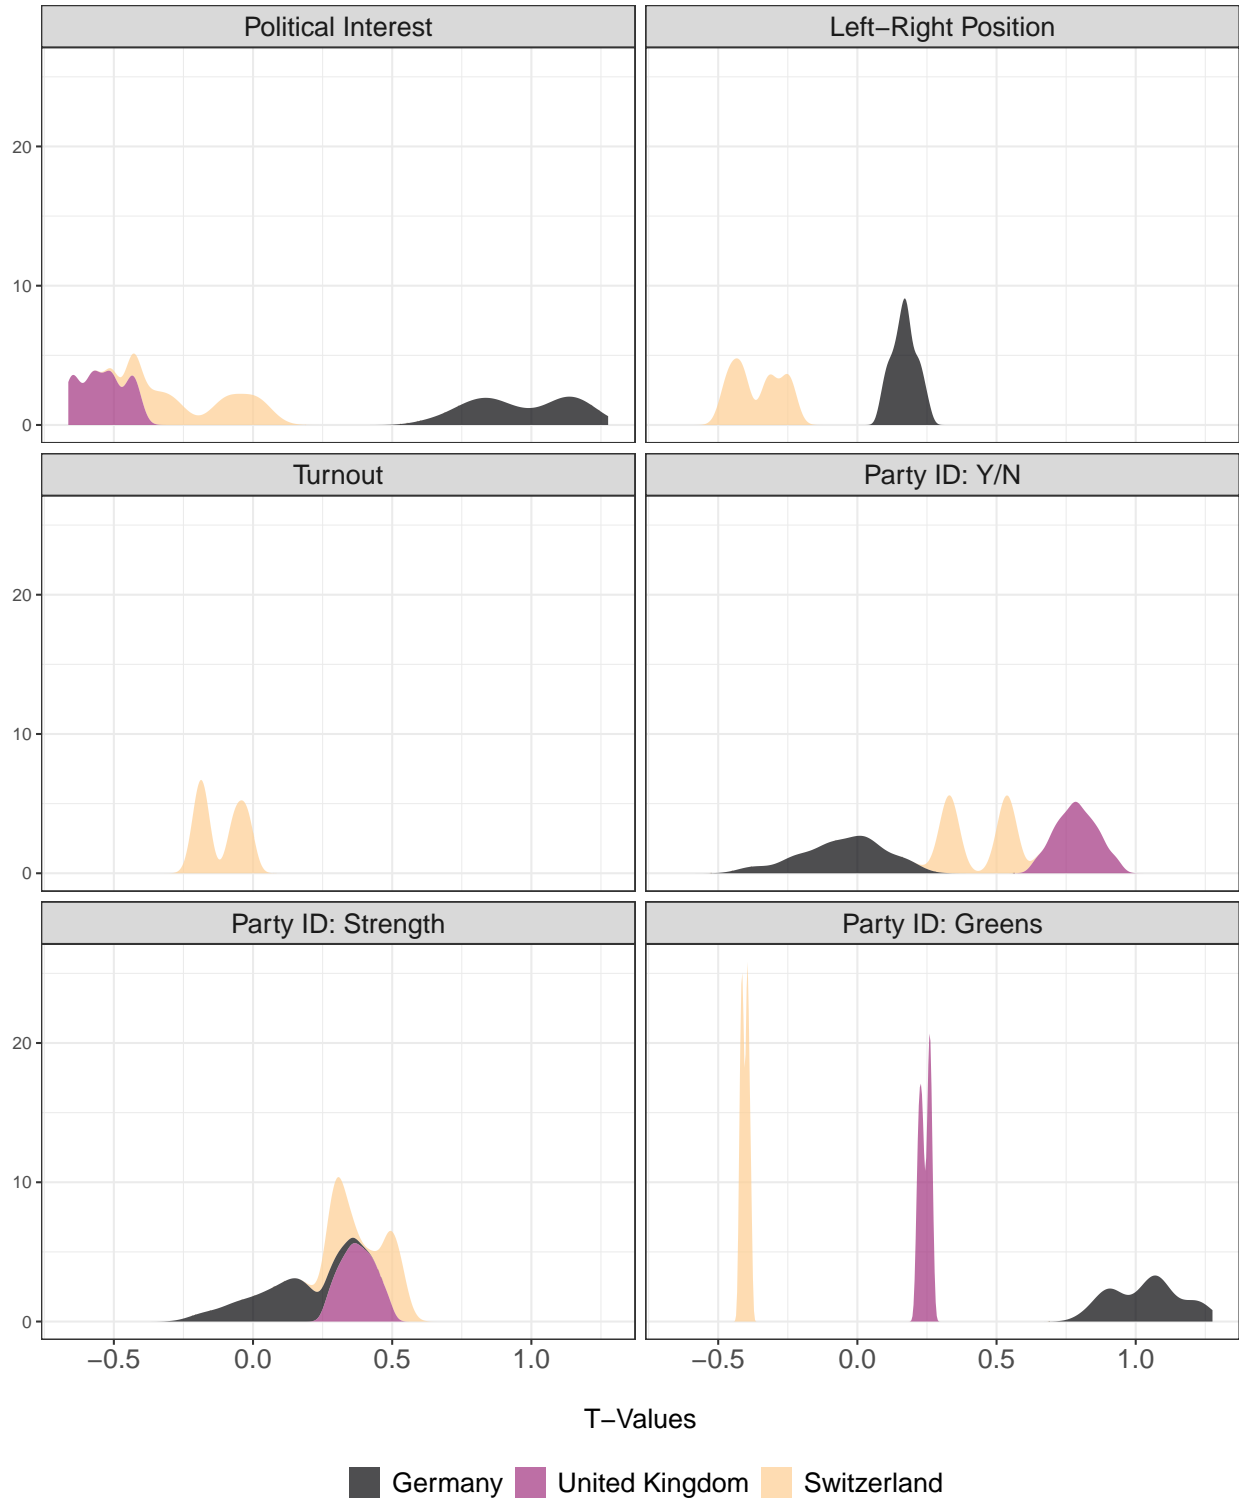 Political Interest
Left−Right Position
20
10
0
Turnout
Party ID: Y/N
20
10
0
Party ID: Strength
Party ID: Greens
20
10
0
−0.5 0.0 0.5 1.0 −0.5 0.0 0.5 1.0
T−Values
Germany United Kingdom Switzerland